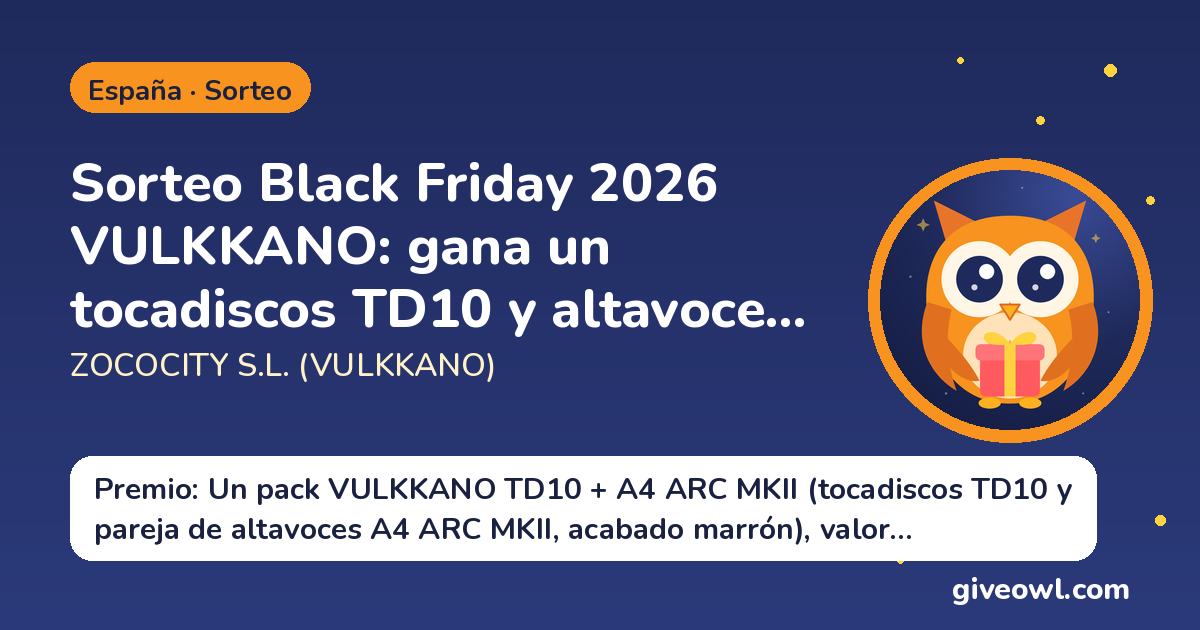 España · Sorteo
Sorteo Black Friday 2026
VULKKANO: gana un
tocadiscos TD10 y altavoce...
ZOCOCITY S.L. (VULKKANO)
Premio: Un pack VULKKANO TD10 + A4 ARC MKII (tocadiscos TD10 y
pareja de altavoces A4 ARC MKII, acabado marrón), valor...
giveowl.com